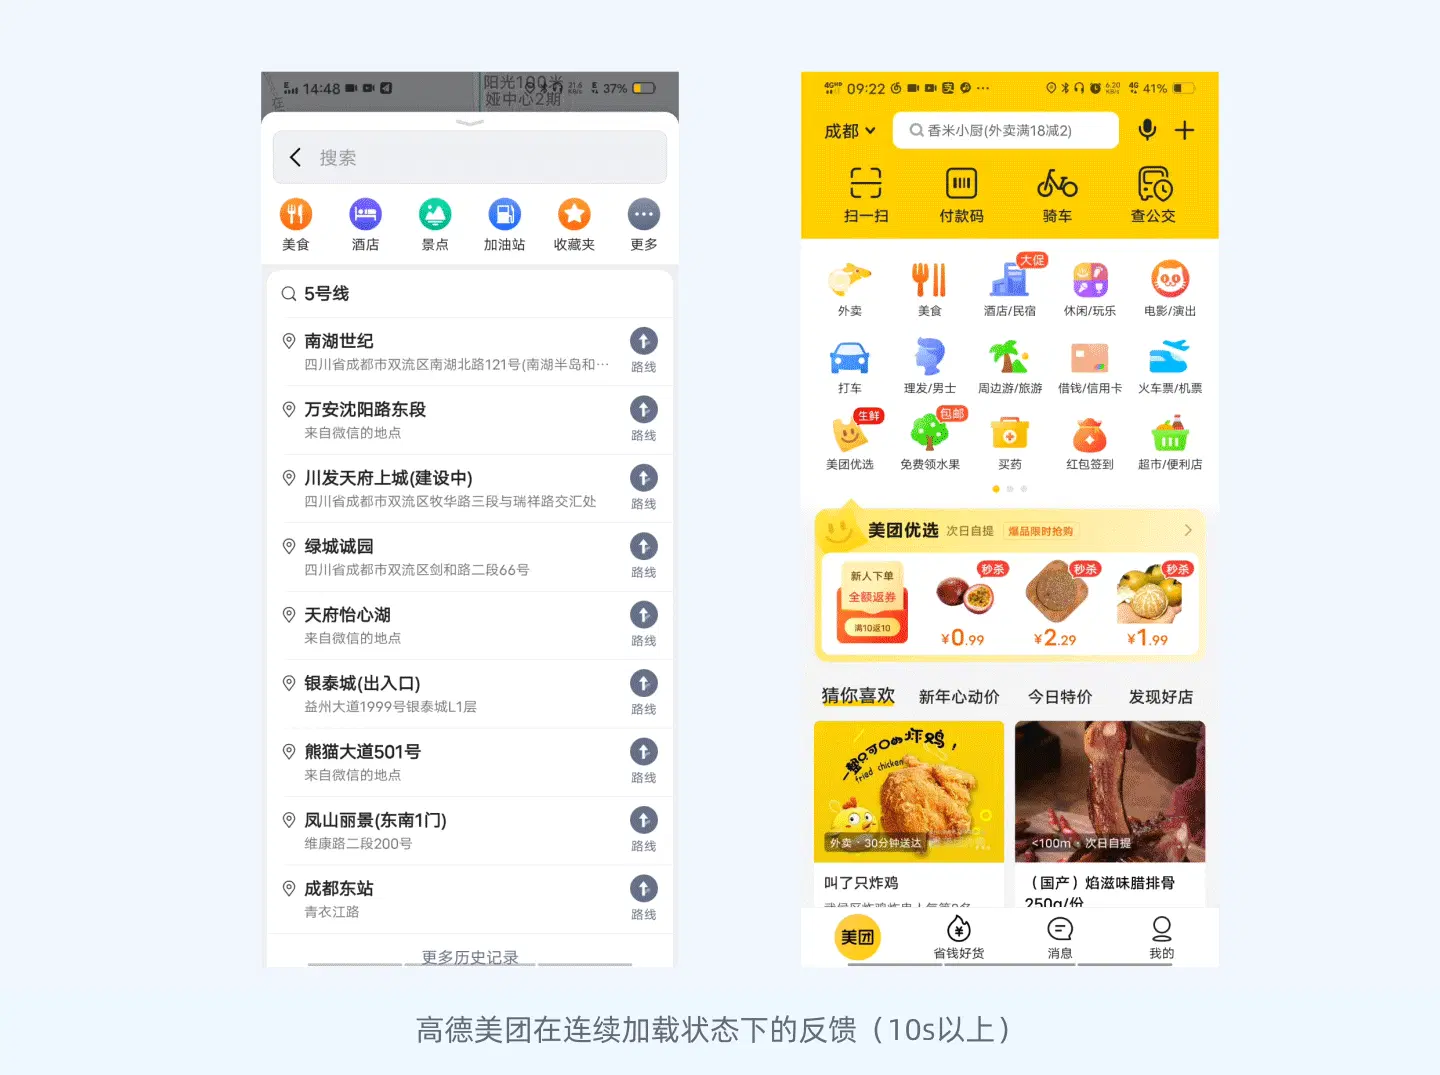 14:48
37%
阳光100米
娅中心2期
在
搜索
美食
酒店
景点
加油站
收藏夹
更多
5号线
南湖世纪
四川省成都市双流区南湖北路121号(南湖半岛和…
路线
万安沈阳路东段
来自微信的地点
路线
川发天府上城(建设中)
四川省成都市双流区牧华路三段与瑞祥路交汇处
路线
绿城诚园
四川省成都市双流区剑和路二段66号
路线
天府怡心湖
来自微信的地点
路线
银泰城(出入口)
益州大道1999号银泰城L1层
路线
熊猫大道501号
来自微信的地点
路线
凤山丽景(东南1门)
维康路二段200号
路线
成都东站
青衣江路
路线
更多历史记录
09:22
41%
成都
香米小厨(外卖满18减2)
扫一扫
付款码
骑车
查公交
大促
外卖
美食
酒店/民宿
休闲/玩乐
电影/演出
打车
理发/男士
周边游/旅游
借钱/信用卡
火车票/机票
生鲜
包邮
美团优选
免费领水果
买药
红包签到
超市/便利店
美团优选 次日自提 爆品限时抢购
新人下单
全额返券
满10返10
秒杀
¥0.99
秒杀
¥2.29
秒杀
¥1.99
猜你喜欢
新年心动价
今日特价
发现好店
一蟹只可口的炸鸡!
fried chicken
外卖·30分钟送达
<100m·次日自提
叫了只炸鸡
（国产）焰滋味腊排骨
250g/份
美团
省钱好货
消息
我的
高德美团在连续加载状态下的反馈（10s以上）